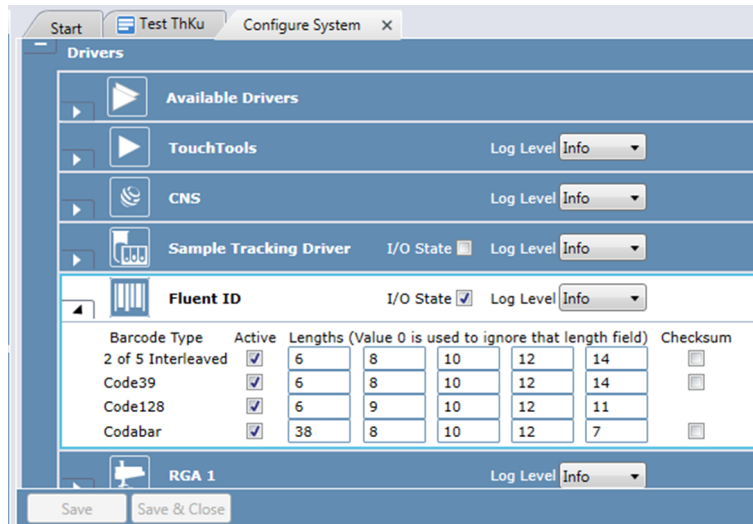 Start Test ThKu Configure System ×
Drivers
Available Drivers
TouchTools Log Level Info
CNS Log Level Info
Sample Tracking Driver I/O State Log Level Info
Fluent ID I/O State Log Level Info
Barcode Type Active Lengths (Value 0 is used to ignore that length field) Checksum
2 of 5 Interleaved 6 8 10 12 14
Code39 6 8 10 12 14
Code128 6 9 10 12 11
Codabar 38 8 10 12 7
RGA 1 Log Level Info
Save Save & Close